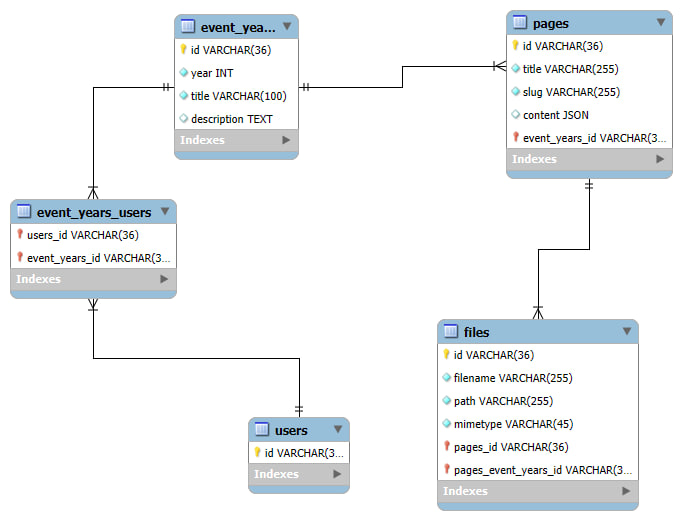 event_yea...
id VARCHAR(36)
year INT
title VARCHAR(100)
description TEXT
Indexes
pages
id VARCHAR(36)
title VARCHAR(255)
slug VARCHAR(255)
content JSON
event_years_id VARCHAR(3...
Indexes
event_years_users
users_id VARCHAR(36)
event_years_id VARCHAR(3...
Indexes
files
id VARCHAR(36)
filename VARCHAR(255)
path VARCHAR(255)
mimetype VARCHAR(45)
pages_id VARCHAR(36)
pages_event_years_id VARCHAR(3...
Indexes
users
id VARCHAR(3...
Indexes